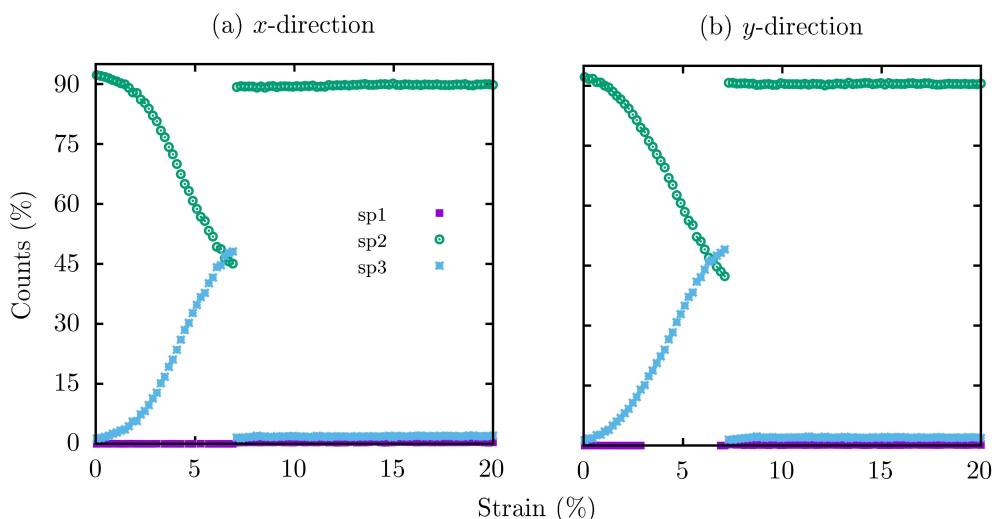 (a) x-direction
(b) y-direction
Counts (%)
90
75
60
45
30
15
0
sp1
sp2
sp3
0 5 10 15 20
0 5 10 15 20
Strain (%)